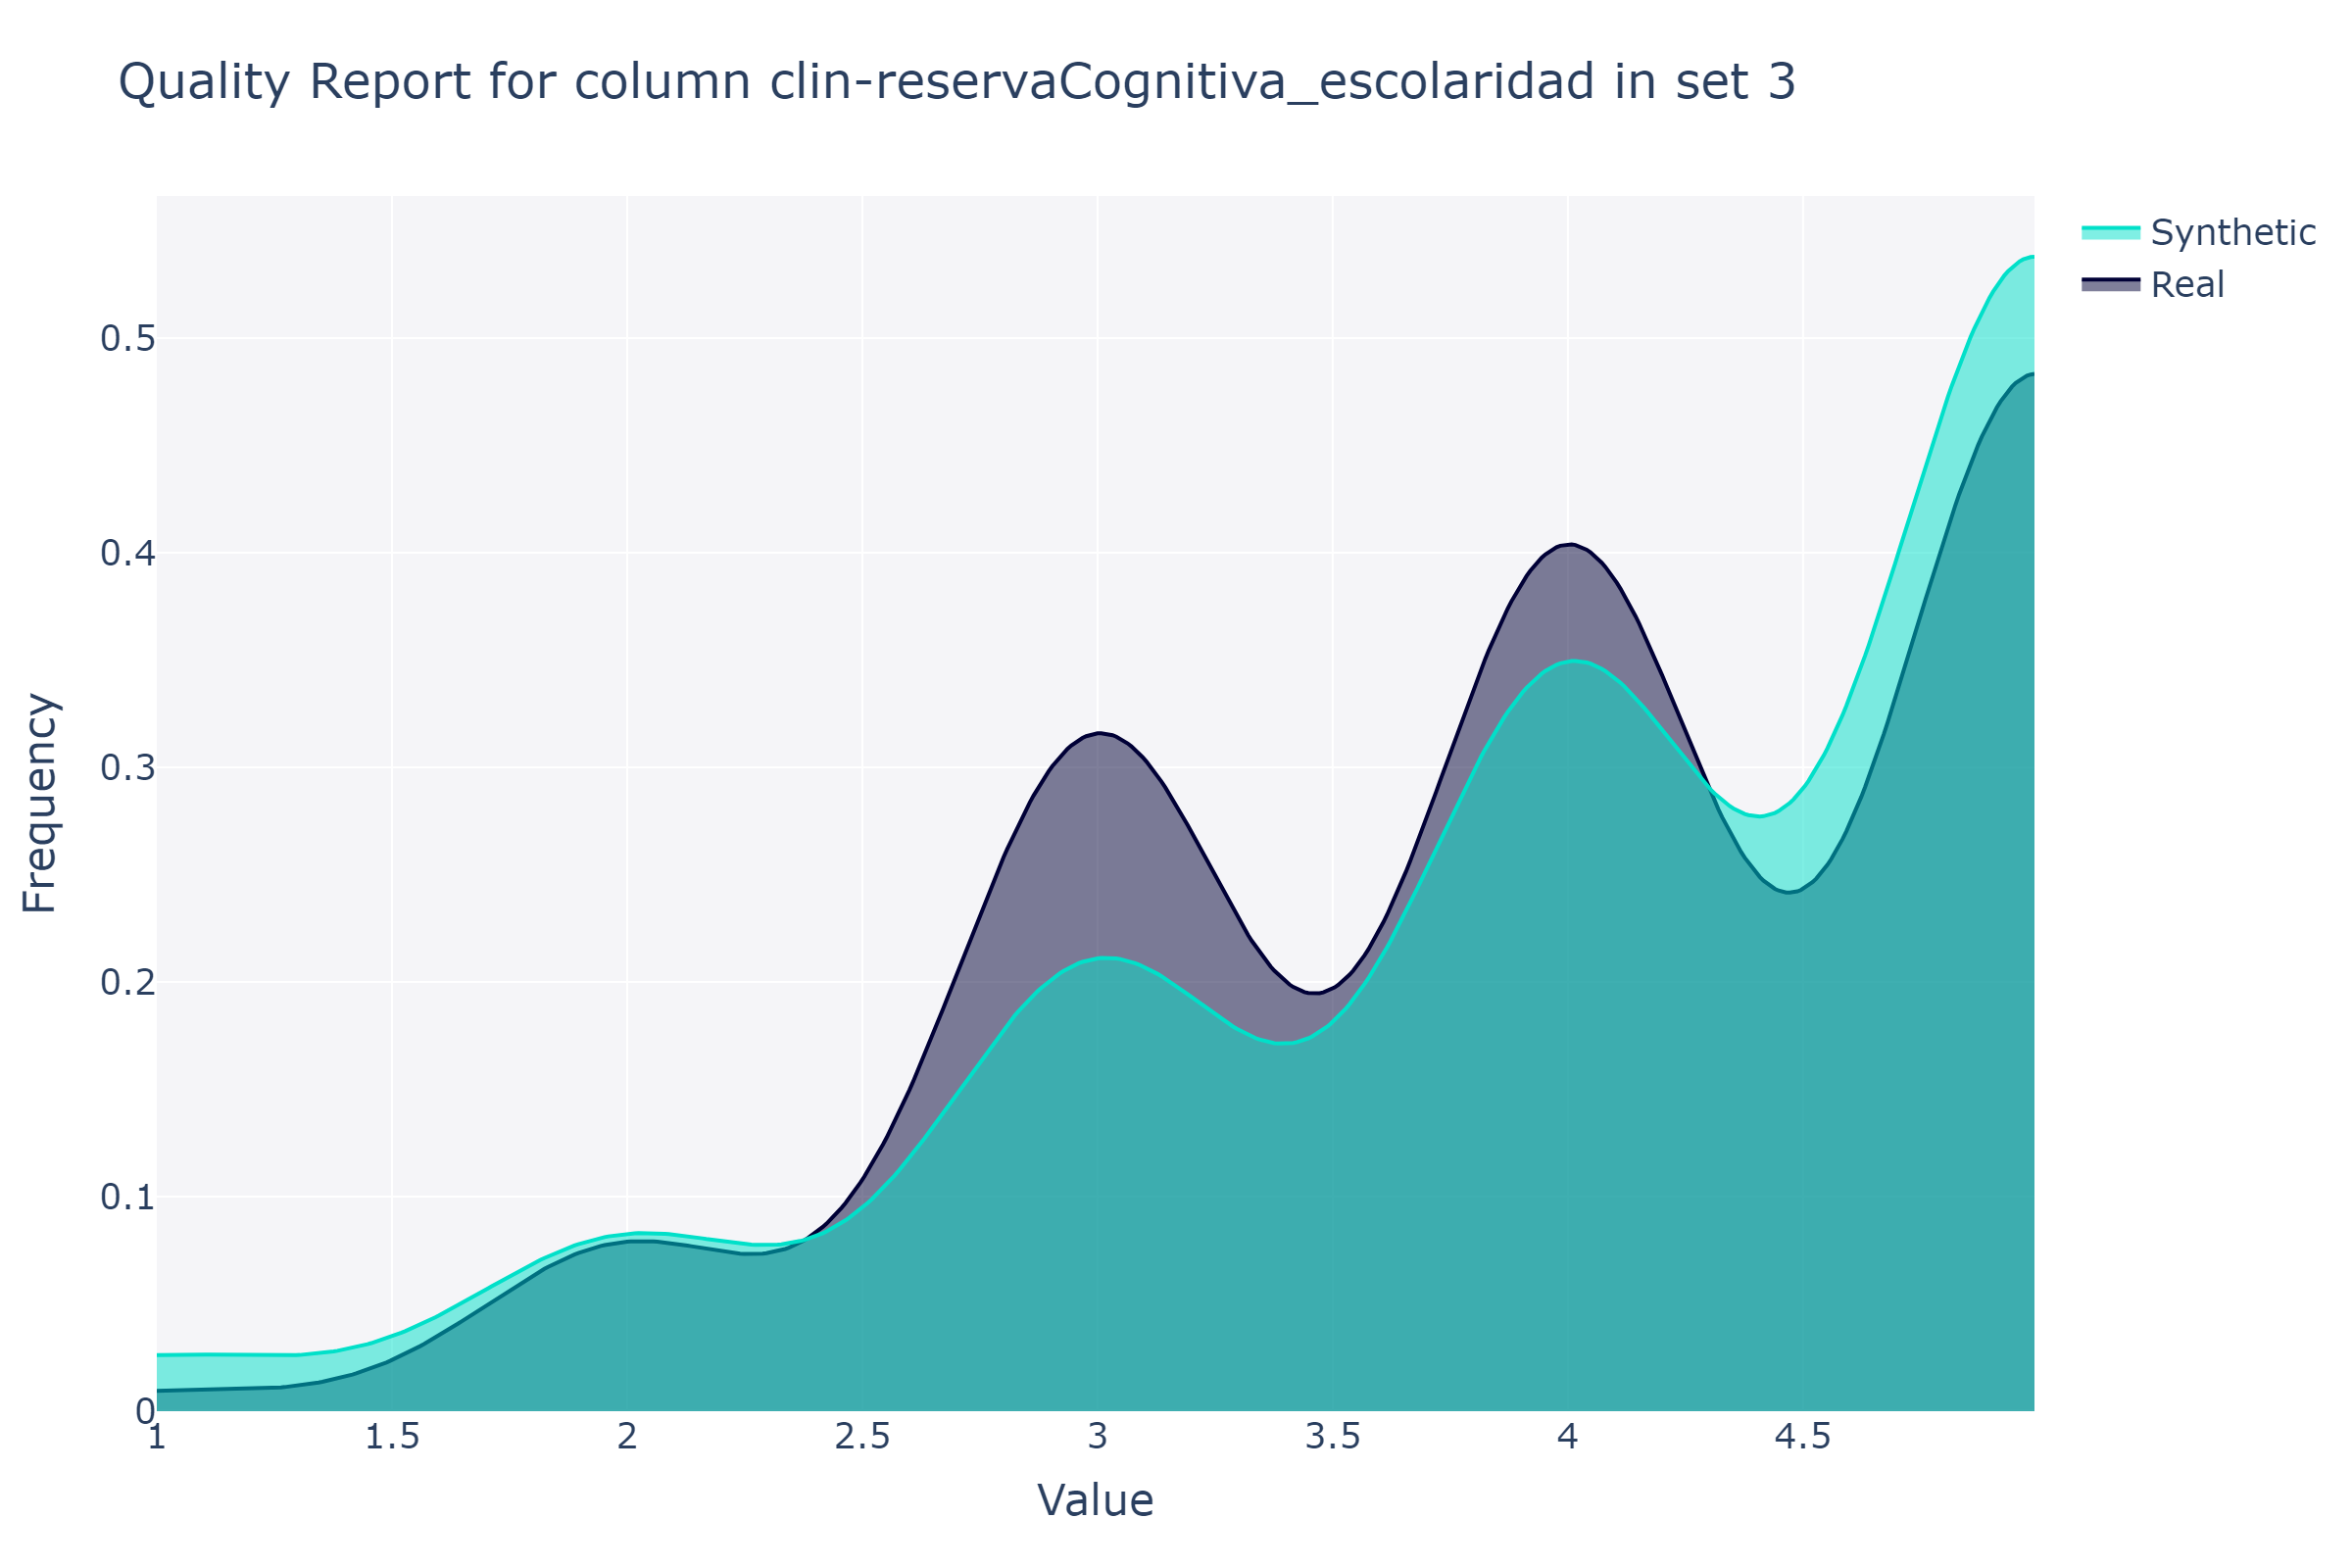 Quality Report for column clin-reservaCognitiva_escolaridad in set 3
Synthetic
Real
0.5
0.4
0.3
0.2
0.1
0
Frequency
1 1.5 2 2.5 3 3.5 4 4.5
Value